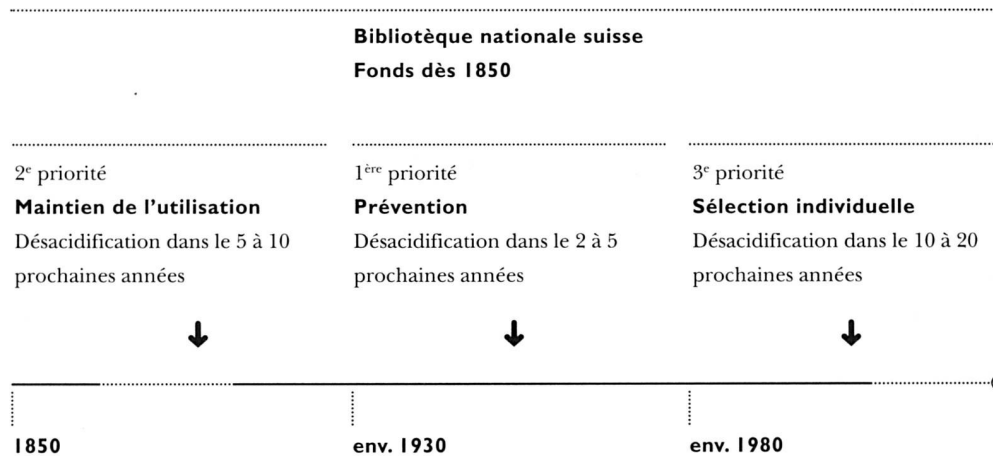 Bibliotèque nationale suisse
Fonds dès 1850
2e priorité
Maintien de l'utilisation
Désacidification dans le 5 à 10
prochaines années
1ère priorité
Prévention
Désacidification dans le 2 à 5
prochaines années
3e priorité
Sélection individuelle
Désacidification dans le 10 à 20
prochaines années
1850
env. 1930
env. 1980